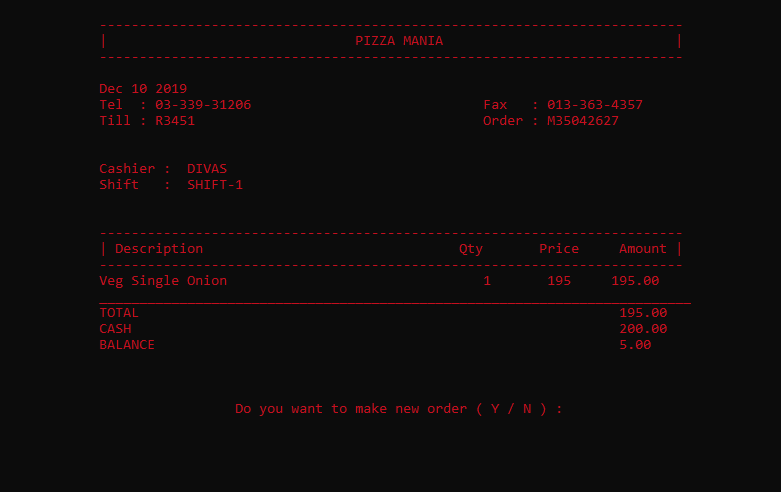 | PIZZA MANIA |
Dec 10 2019
Tel : 03-339-31206 Fax : 013-363-4357
Till : R3451 Order : M35042627
Cashier : DIVAS
Shift : SHIFT-1
| Description Qty Price Amount |
Veg Single Onion 1 195 195.00
TOTAL 195.00
CASH 200.00
BALANCE 5.00
Do you want to make new order ( Y / N ) :